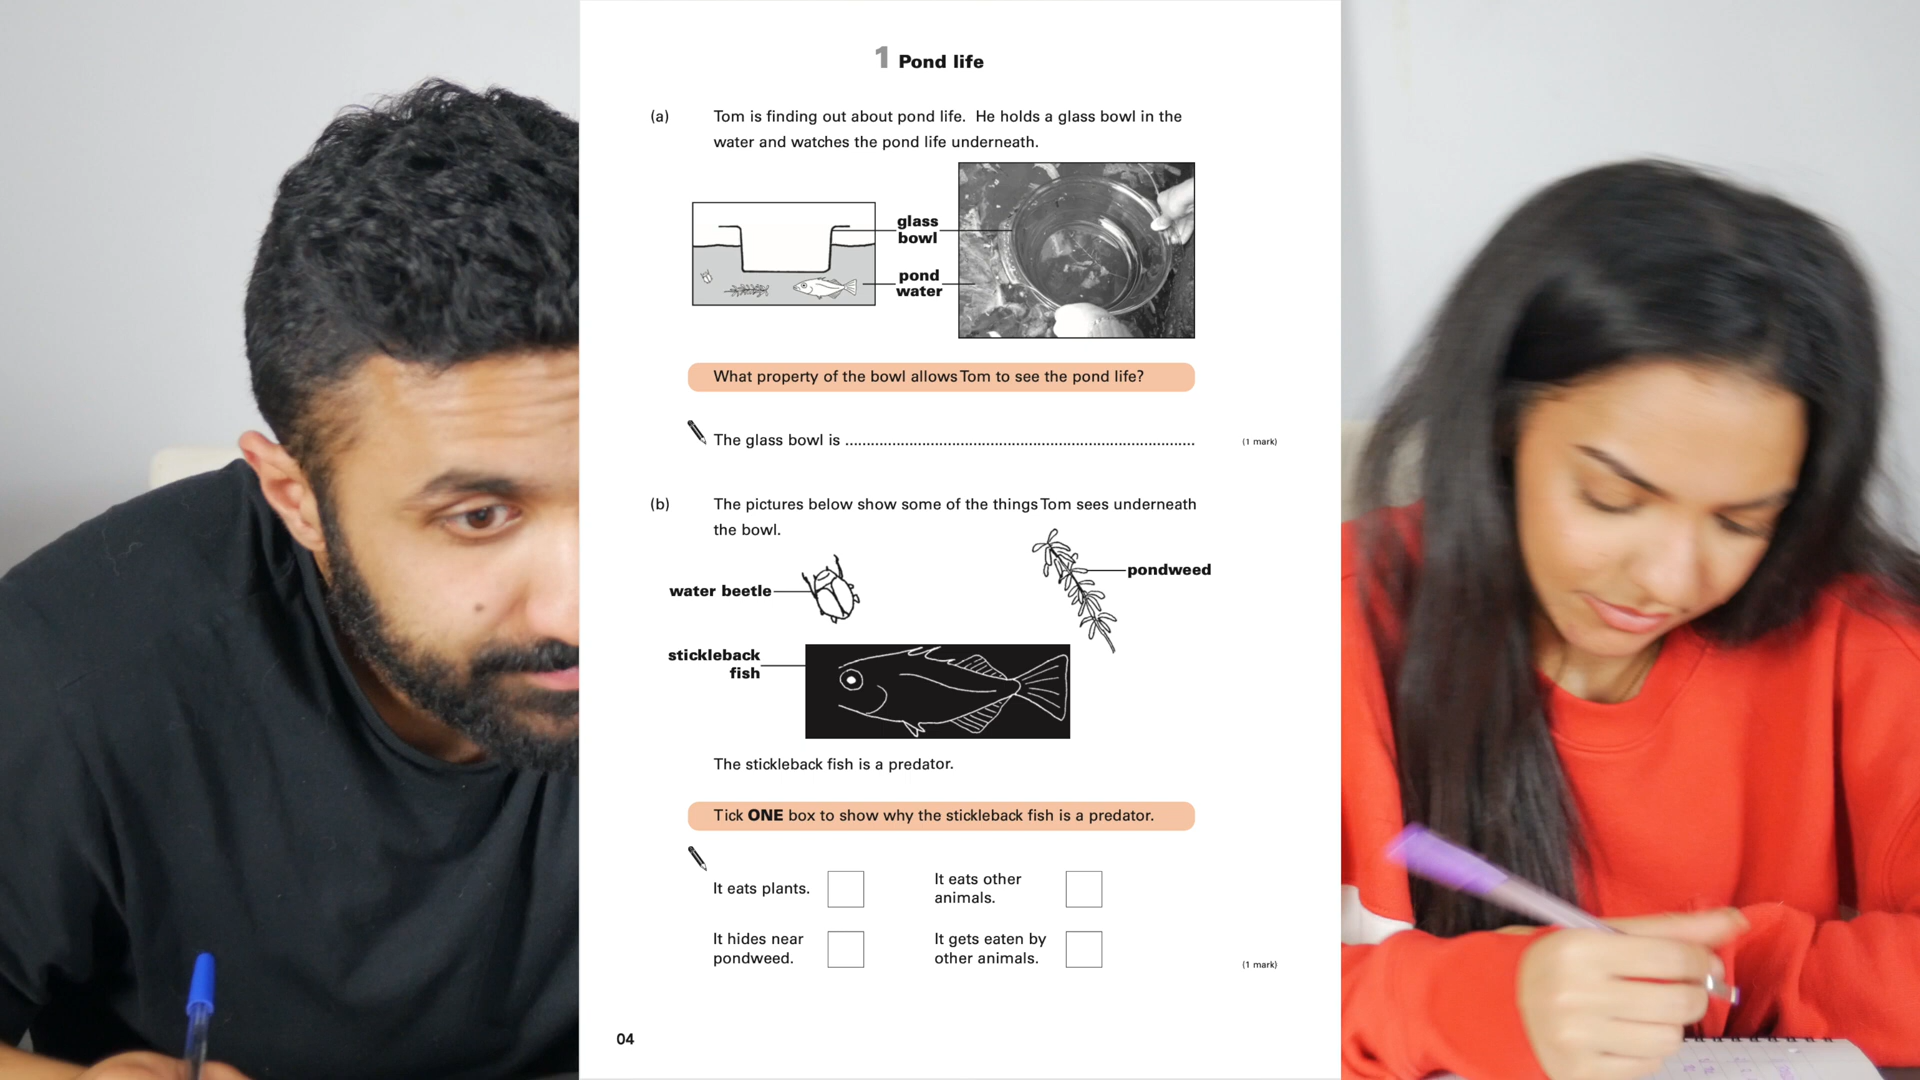 1 Pond life
(a) Tom is finding out about pond life. He holds a glass bowl in the
water and watches the pond life underneath.
glass
bowl
pond
water
What property of the bowl allows Tom to see the pond life?
The glass bowl is ..................................................................................
(1 mark)
(b) The pictures below show some of the things Tom sees underneath
the bowl.
water beetle
pondweed
stickleback
fish
The stickleback fish is a predator.
Tick ONE box to show why the stickleback fish is a predator.
It eats plants.
It eats other
animals.
It hides near
pondweed.
It gets eaten by
other animals.
(1 mark)
04